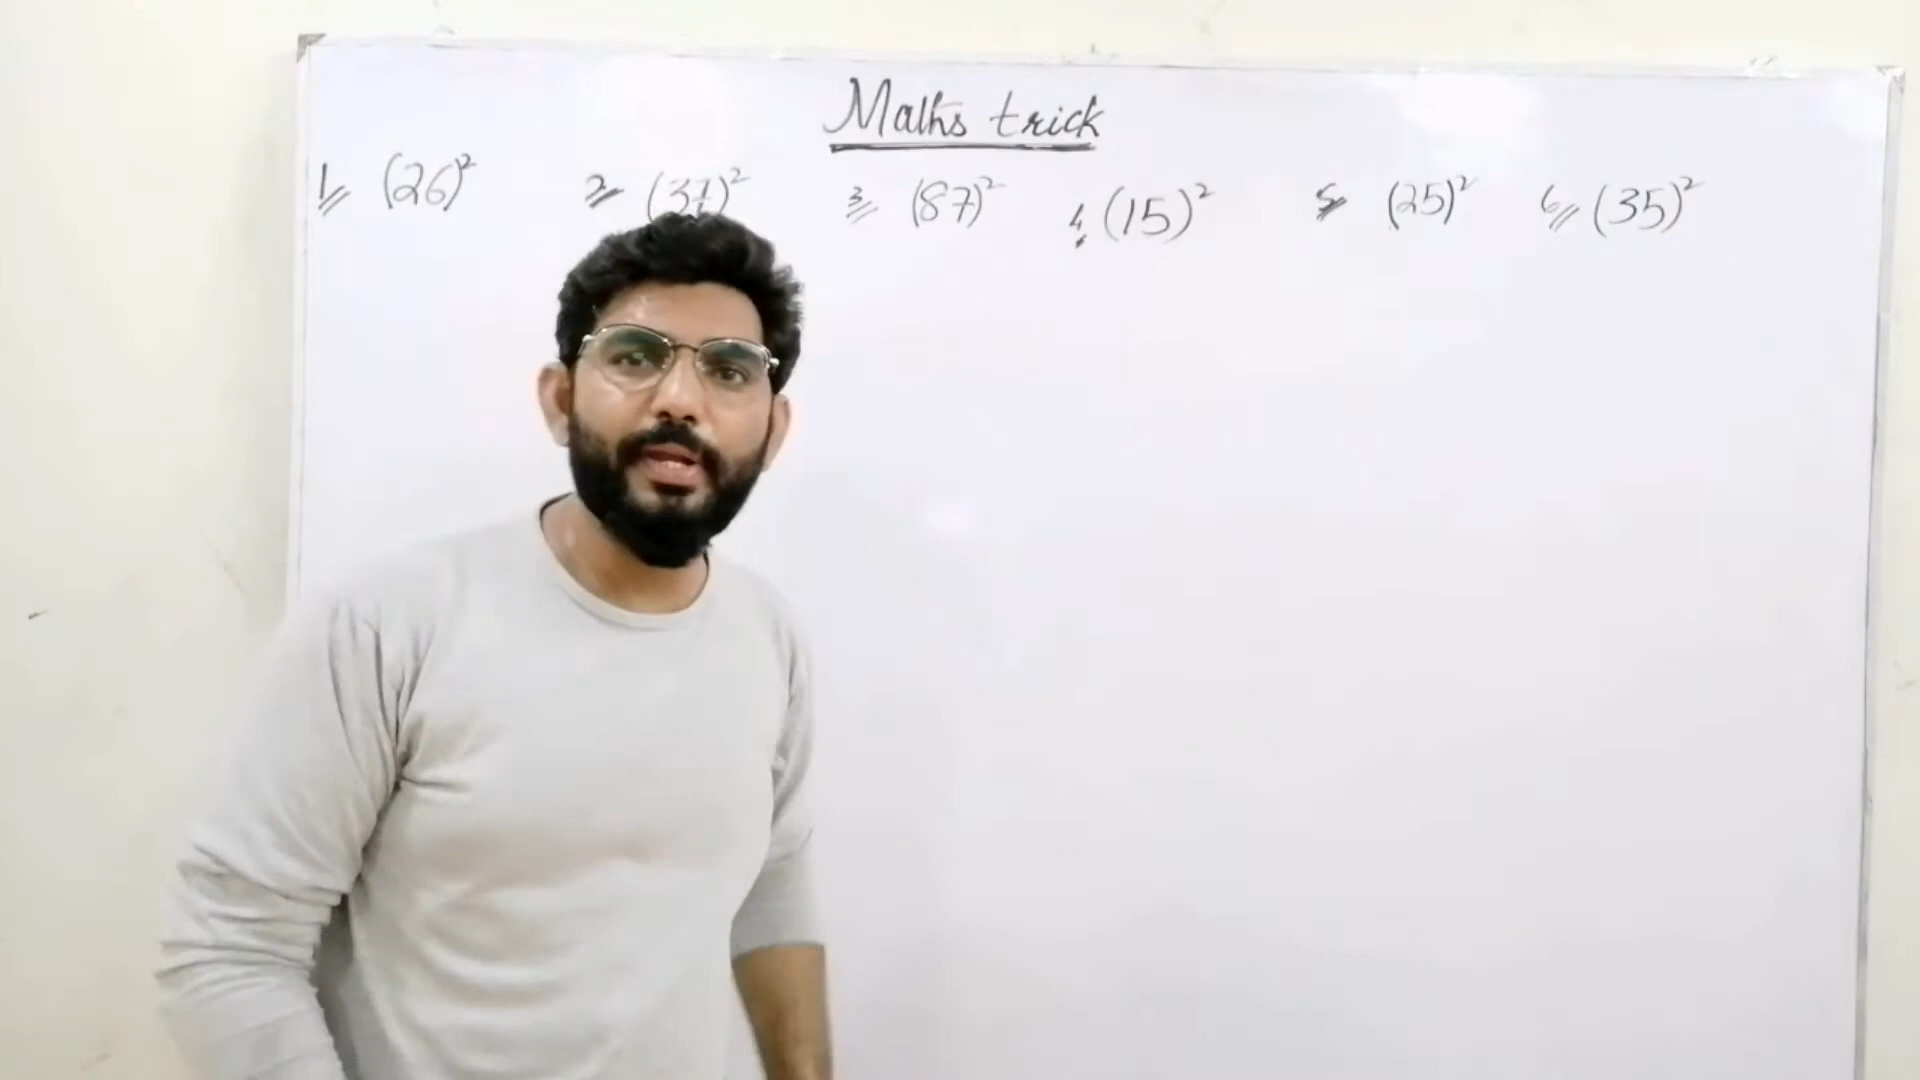 Maths trick
1 (26)² 2 (37)² 3 (87)² 4. (15)² 5 (25)² 6 (35)²